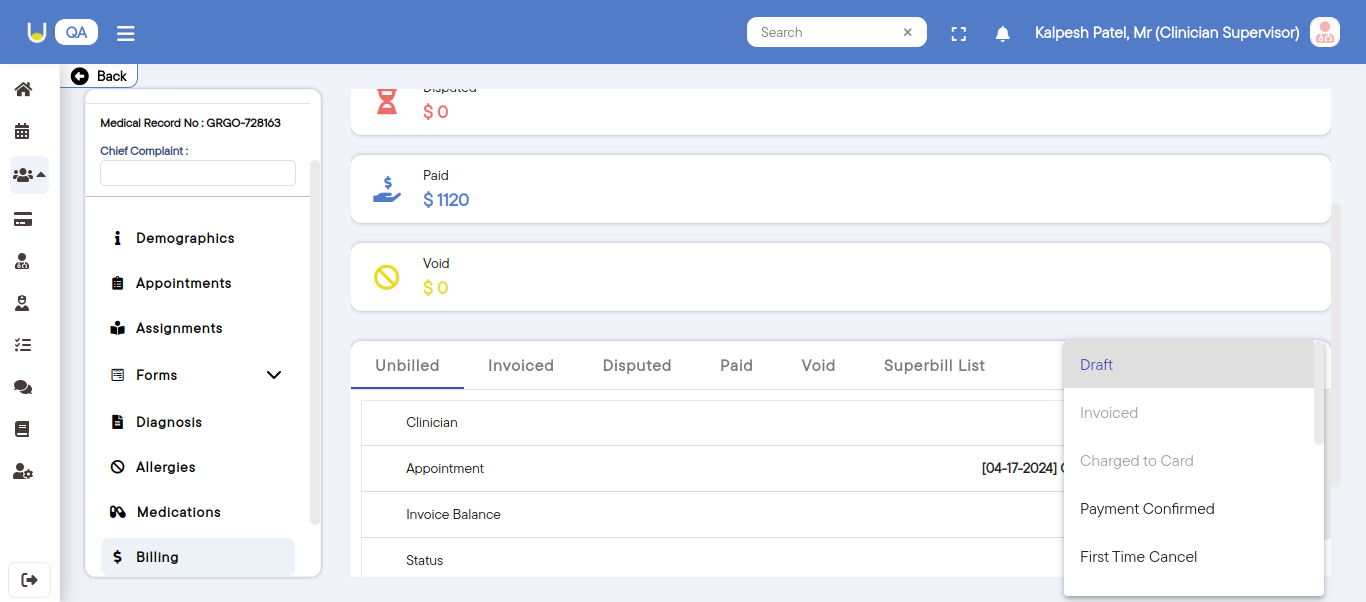 QA
Search
Kalpesh Patel, Mr (Clinician Supervisor)
Back
Medical Record No : GRGO-728163
Chief Complaint :
Demographics
Appointments
Assignments
Forms
Diagnosis
Allergies
Medications
Billing
Disputed
$ 0
Paid
$ 1120
Void
$ 0
Unbilled Invoiced Disputed Paid Void Superbill List
Clinician
Appointment [04-17-2024]
Invoice Balance
Status
Draft
Invoiced
Charged to Card
Payment Confirmed
First Time Cancel